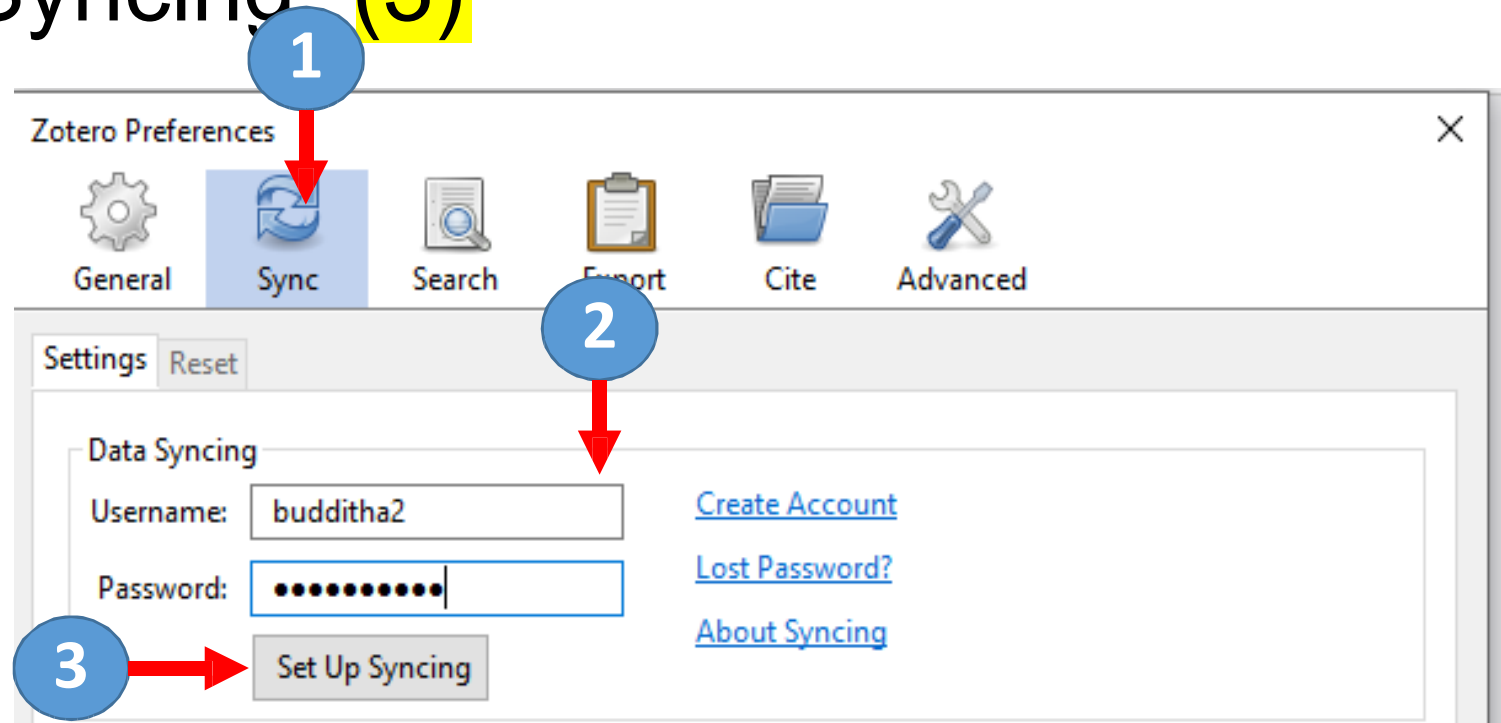 Syncing (3)
1
Zotero Preferences
General Sync Search Export Cite Advanced
2
Settings Reset
Data Syncing
Username: budditha2 Create Account
Password: ●●●●●●●●●● Lost Password?
About Syncing
3 Set Up Syncing